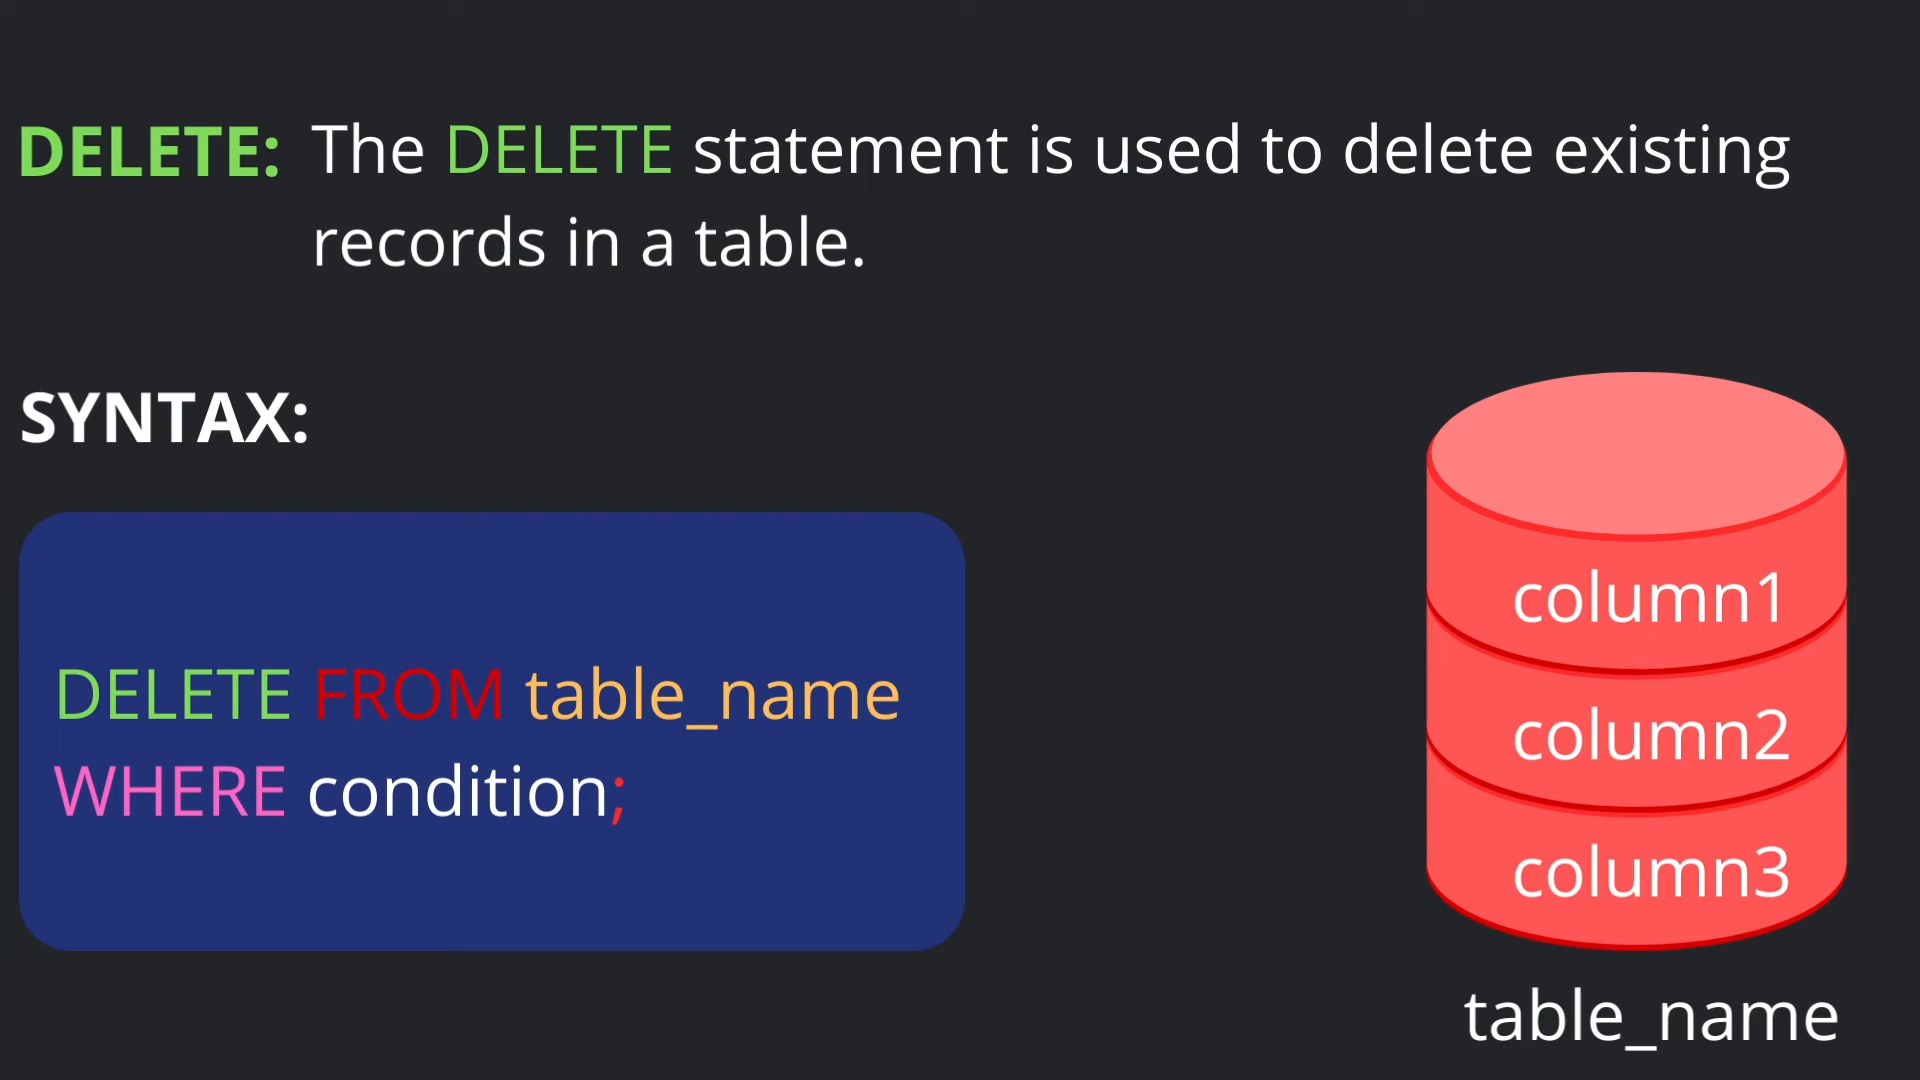 DELETE: The DELETE statement is used to delete existing
records in a table.
SYNTAX:
DELETE FROM table_name
WHERE condition;
column1
column2
column3
table_name